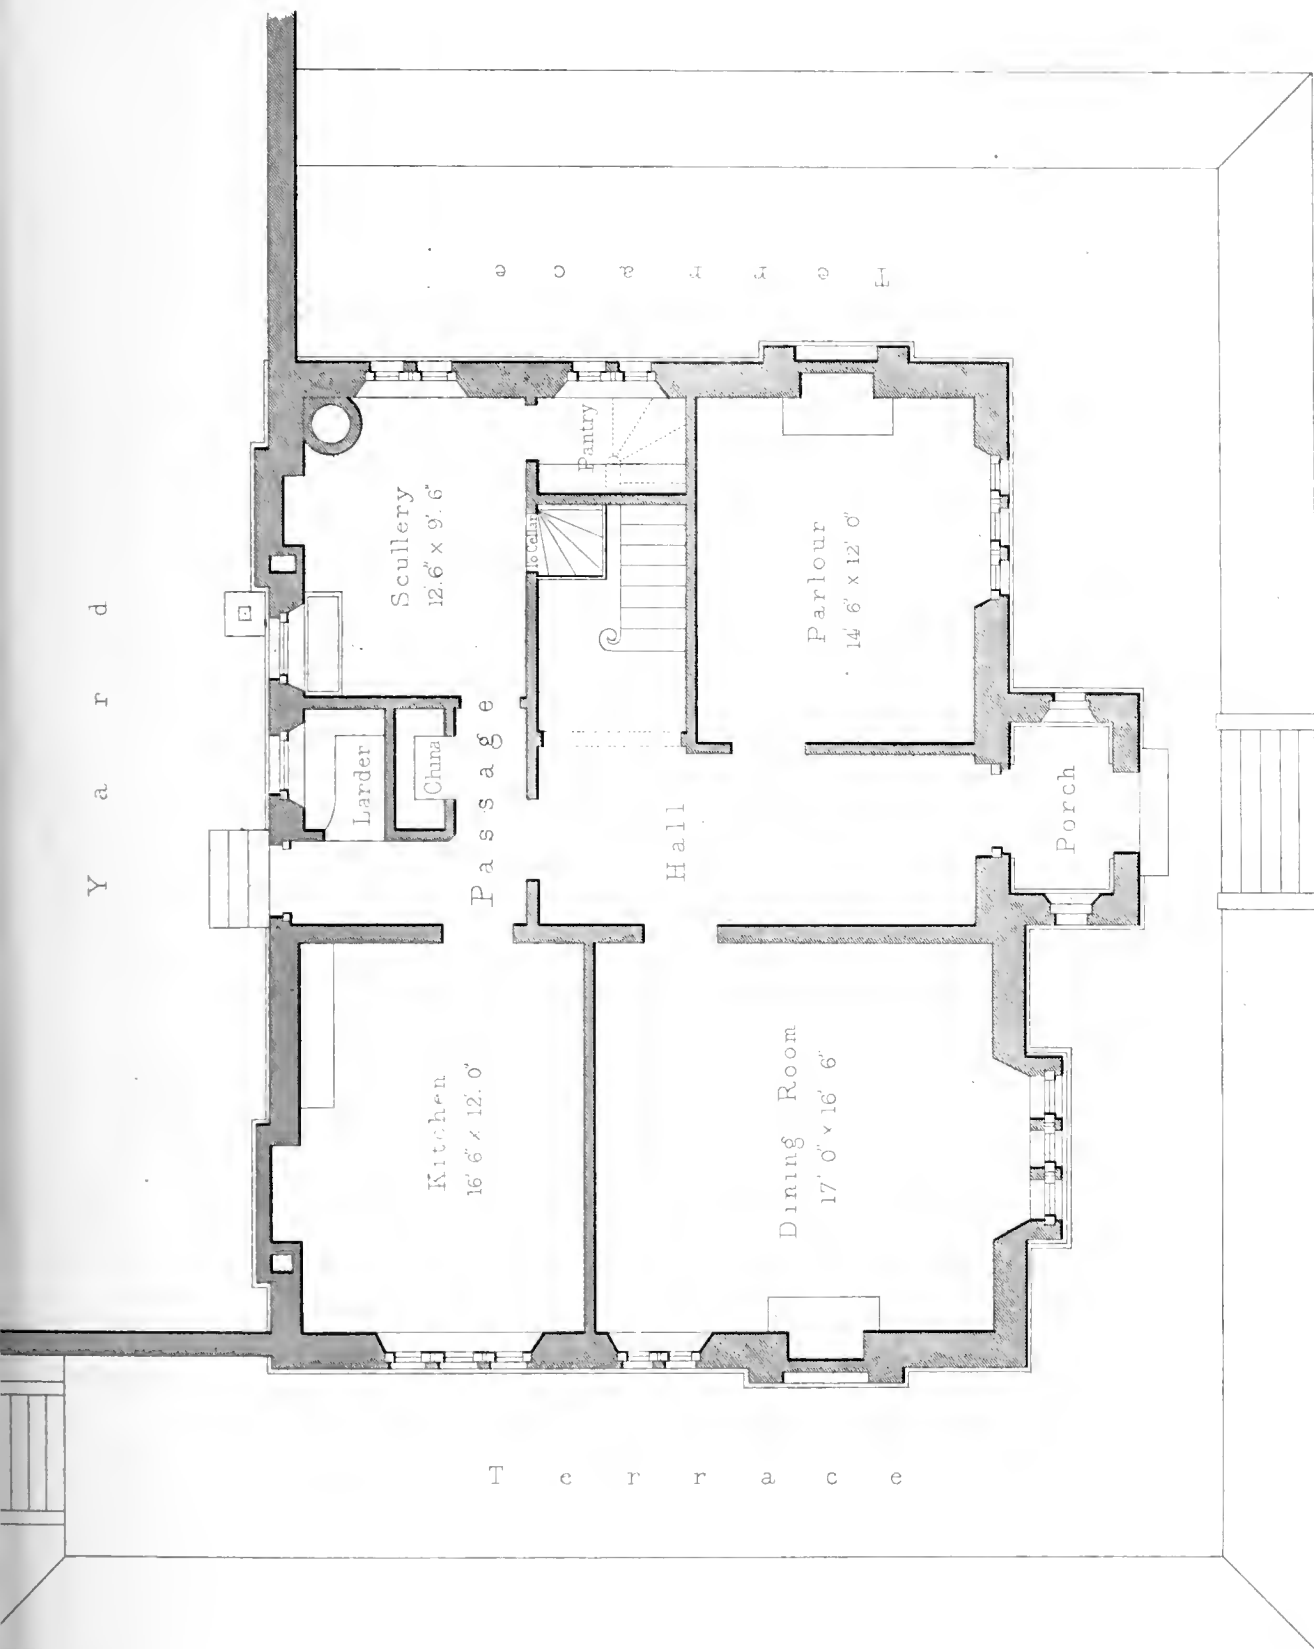 Yard
Terrace
Scullery
12.'6" × 9'. 6"
Pantry
To Cellar
Larder
China
Passage
Parlour
14' 6' × 12' 0'
Hall
Porch
Kitchen
16' 6" × 12'. 0"
Dining Room
17' 0" × 16' 6"
Terrace